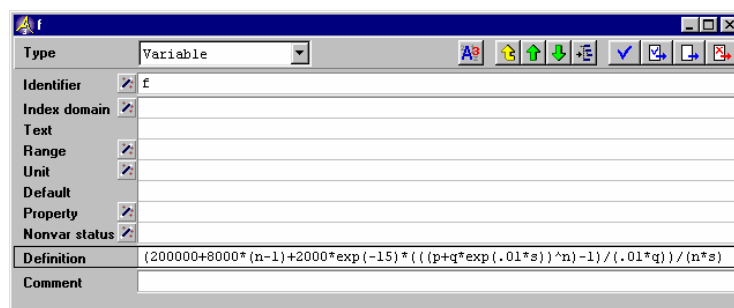 f
Type Variable
Identifier f
Index domain
Text
Range
Unit
Default
Property
Nonvar status
Definition (200000+8000*(n-1)+2000*exp(-15)*(((p+q*exp(.01*s))^n)-1)/(.01*q))/(n*s)
Comment